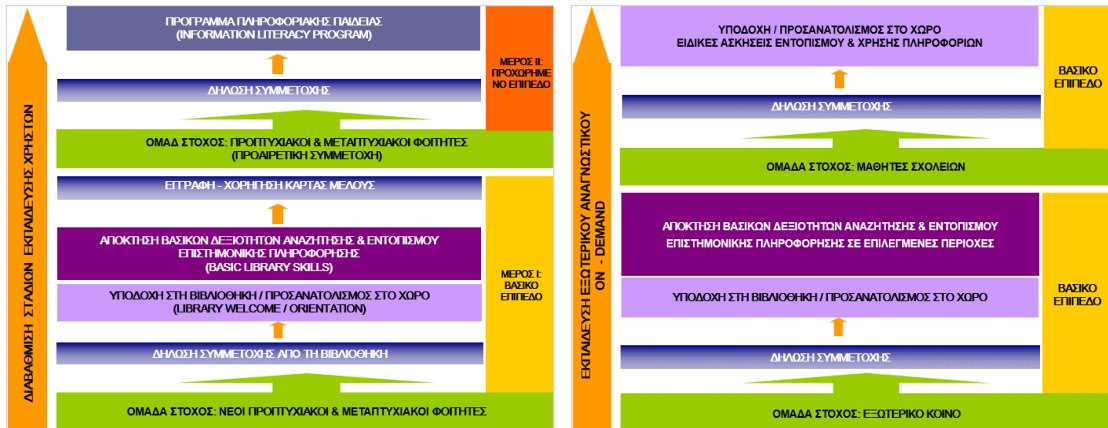 ΠΡΟΓΡΑΜΜΑ ΠΛΗΡΟΦΟΡΙΑΚΗΣ ΠΑΙΔΕΙΑΣ
(INFORMATION LITERACY PROGRAM)
ΔΗΛΩΣΗ ΣΥΜΜΕΤΟΧΗΣ
ΟΜΑΔ ΣΤΟΧΟΣ: ΠΡΟΠΤΥΧΙΑΚΟΙ & ΜΕΤΑΠΤΥΧΙΑΚΟΙ ΦΟΙΤΗΤΕΣ
(ΠΡΟΑΙΡΕΤΙΚΗ ΣΥΜΜΕΤΟΧΗ)
ΜΕΡΟΣ ΙΙ:
ΠΡΟΧΩΡΗΜΕ
ΝΟ ΕΠΙΠΕΔΟ
ΕΓΓΡΑΦΗ - ΧΟΡΗΓΗΣΗ ΚΑΡΤΑΣ ΜΕΛΟΥΣ
ΑΠΟΚΤΗΣΗ ΒΑΣΙΚΩΝ ΔΕΞΙΟΤΗΤΩΝ ΑΝΑΖΗΤΗΣΗΣ & ΕΝΤΟΠΙΣΜΟΥ
ΕΠΙΣΤΗΜΟΝΙΚΗΣ ΠΛΗΡΟΦΟΡΗΣΗΣ
(BASIC LIBRARY SKILLS)
ΥΠΟΔΟΧΗ ΣΤΗ ΒΙΒΛΙΟΘΗΚΗ / ΠΡΟΣΑΝΑΤΟΛΙΣΜΟΣ ΣΤΟ ΧΩΡΟ
(LIBRARY WELCOME / ORIENTATION)
ΔΗΛΩΣΗ ΣΥΜΜΕΤΟΧΗΣ ΑΠΟ ΤΗ ΒΙΒΛΙΟΘΗΚΗ
ΟΜΑΔΑ ΣΤΟΧΟΣ: ΝΕΟΙ ΠΡΟΠΤΥΧΙΑΚΟΙ & ΜΕΤΑΠΤΥΧΙΑΚΟΙ ΦΟΙΤΗΤΕΣ
ΜΕΡΟΣ Ι:
ΒΑΣΙΚΟ
ΕΠΙΠΕΔΟ
ΔΙΑΒΑΘΜΙΣΗ ΣΤΑΔΙΩΝ ΕΚΠΑΙΔΕΥΣΗΣ ΧΡΗΣΤΩΝ
ΥΠΟΔΟΧΗ / ΠΡΟΣΑΝΑΤΟΛΙΣΜΟΣ ΣΤΟ ΧΩΡΟ
ΕΙΔΙΚΕΣ ΑΣΚΗΣΕΙΣ ΕΝΤΟΠΙΣΜΟΥ & ΧΡΗΣΗΣ ΠΛΗΡΟΦΟΡΙΩΝ
ΔΗΛΩΣΗ ΣΥΜΜΕΤΟΧΗΣ
ΟΜΑΔΑ ΣΤΟΧΟΣ: ΜΑΘΗΤΕΣ ΣΧΟΛΕΙΩΝ
ΒΑΣΙΚΟ
ΕΠΙΠΕΔΟ
ΑΠΟΚΤΗΣΗ ΒΑΣΙΚΩΝ ΔΕΞΙΟΤΗΤΩΝ ΑΝΑΖΗΤΗΣΗΣ & ΕΝΤΟΠΙΣΜΟΥ
ΕΠΙΣΤΗΜΟΝΙΚΗΣ ΠΛΗΡΟΦΟΡΗΣΗΣ ΣΕ ΕΠΙΛΕΓΜΕΝΕΣ ΠΕΡΙΟΧΕΣ
ΥΠΟΔΟΧΗ ΣΤΗ ΒΙΒΛΙΟΘΗΚΗ / ΠΡΟΣΑΝΑΤΟΛΙΣΜΟΣ ΣΤΟ ΧΩΡΟ
ΔΗΛΩΣΗ ΣΥΜΜΕΤΟΧΗΣ
ΟΜΑΔΑ ΣΤΟΧΟΣ: ΕΞΩΤΕΡΙΚΟ ΚΟΙΝΟ
ΒΑΣΙΚΟ
ΕΠΙΠΕΔΟ
ΕΚΠΑΙΔΕΥΣΗ ΕΞΩΤΕΡΙΚΟΥ ΑΝΑΓΝΩΣΤΙΚΟΥ
ON - DEMAND